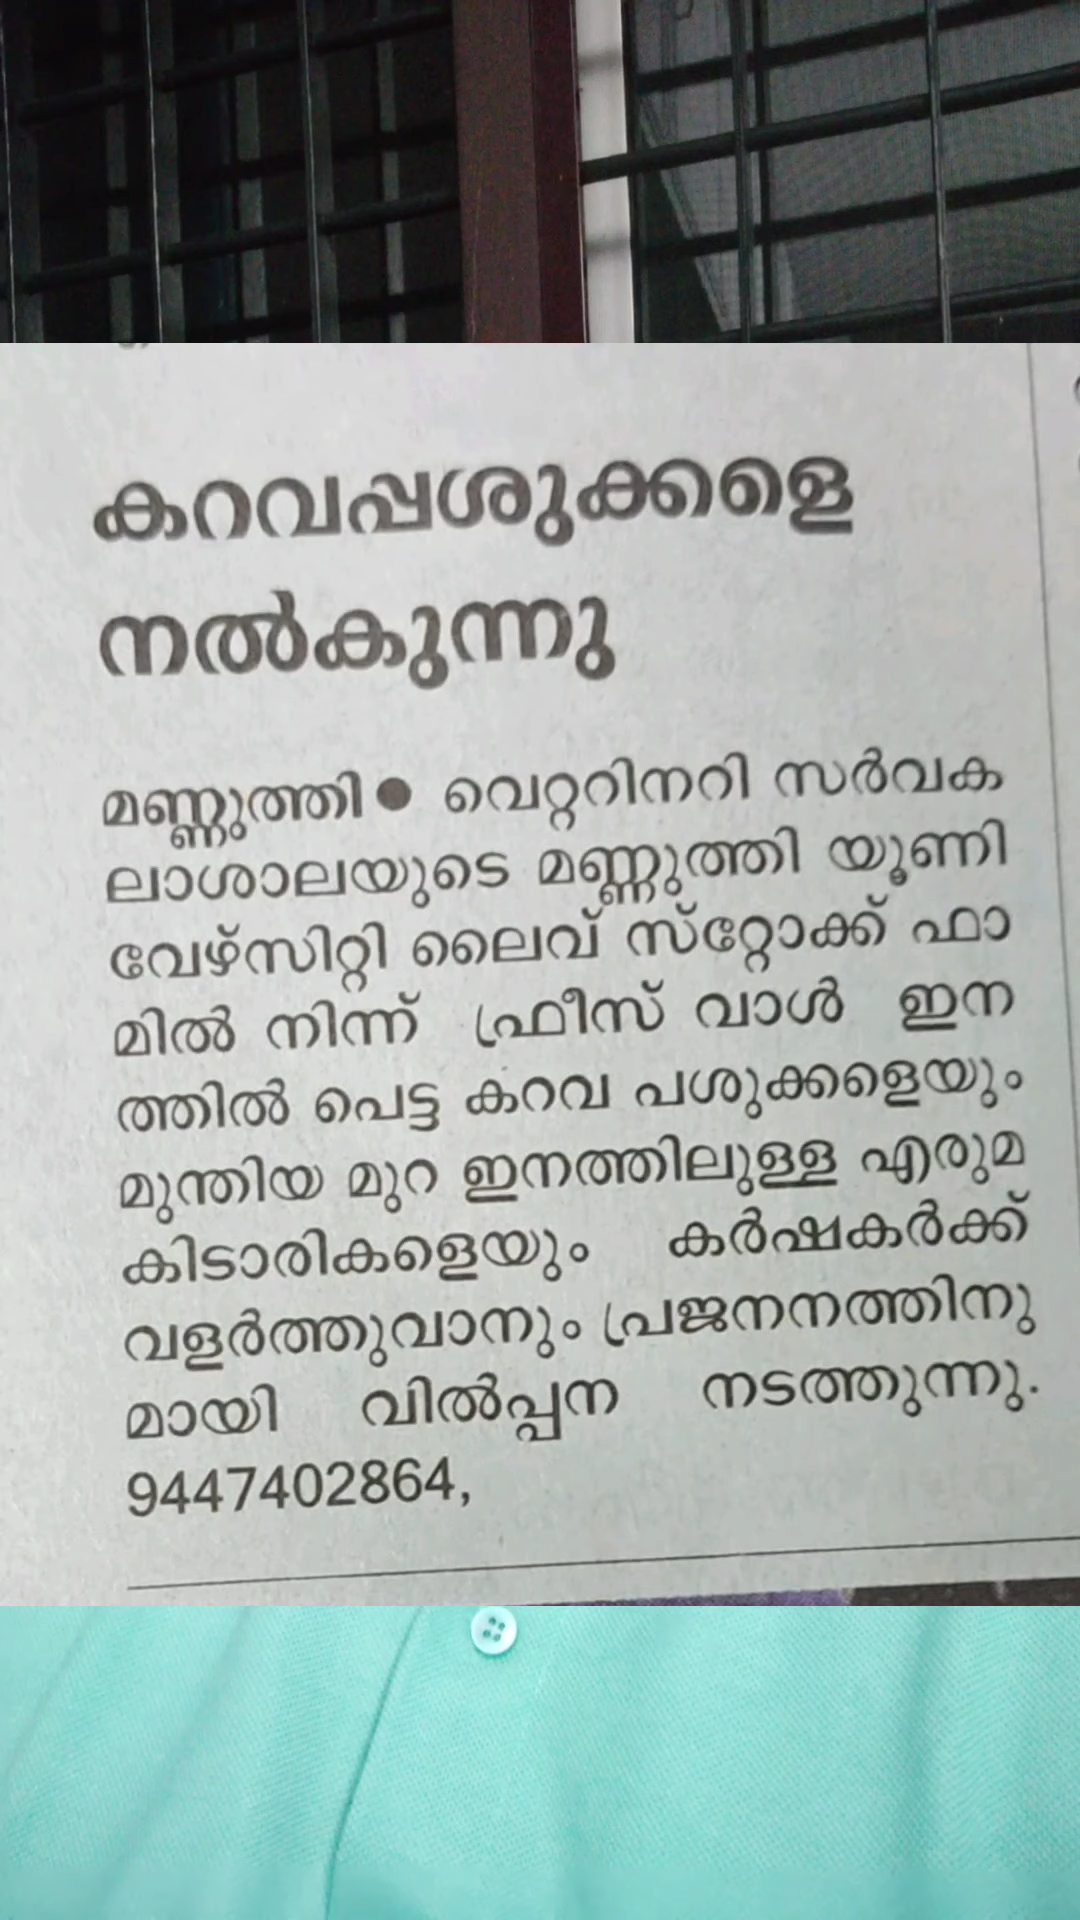 കറവപ്പശുക്കളെ
നൽകുന്നു
മണ്ണുത്തി● വെറ്ററിനറി സർവക
ലാശാലയുടെ മണ്ണുത്തി യൂണി
വേഴ്സിറ്റി ലൈവ് സ്റ്റോക്ക് ഫാ
മിൽ നിന്ന് ഫ്രീസ് വാൾ ഇന
ത്തിൽ പെട്ട കറവ പശുക്കളെയും
മുന്തിയ മുറ ഇനത്തിലുള്ള എരുമ
കിടാരികളെയും കർഷകർക്ക്
വളർത്തുവാനും പ്രജനനത്തിനു
മായി വിൽപ്പന നടത്തുന്നു.
9447402864,